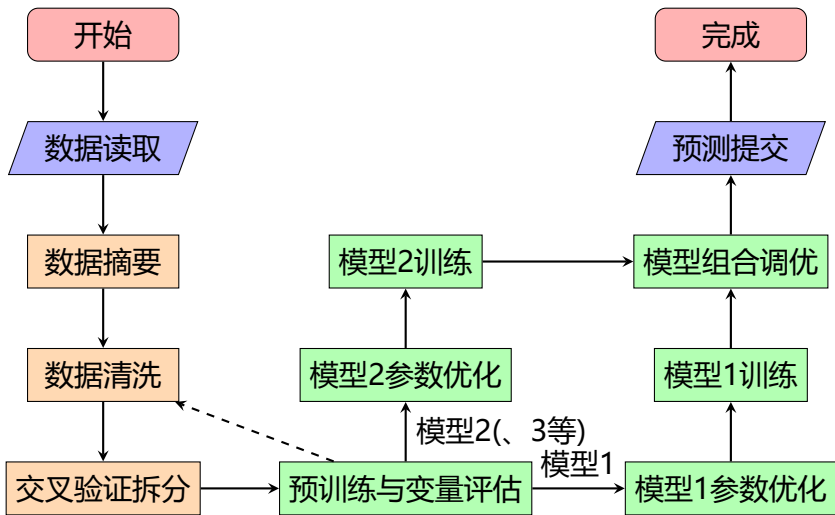 开始
完成
数据读取
预测提交
数据摘要
模型2训练
模型组合调优
数据清洗
模型2参数优化
模型1训练
模型2(、3等)
模型1
交叉验证拆分
预训练与变量评估
模型1参数优化